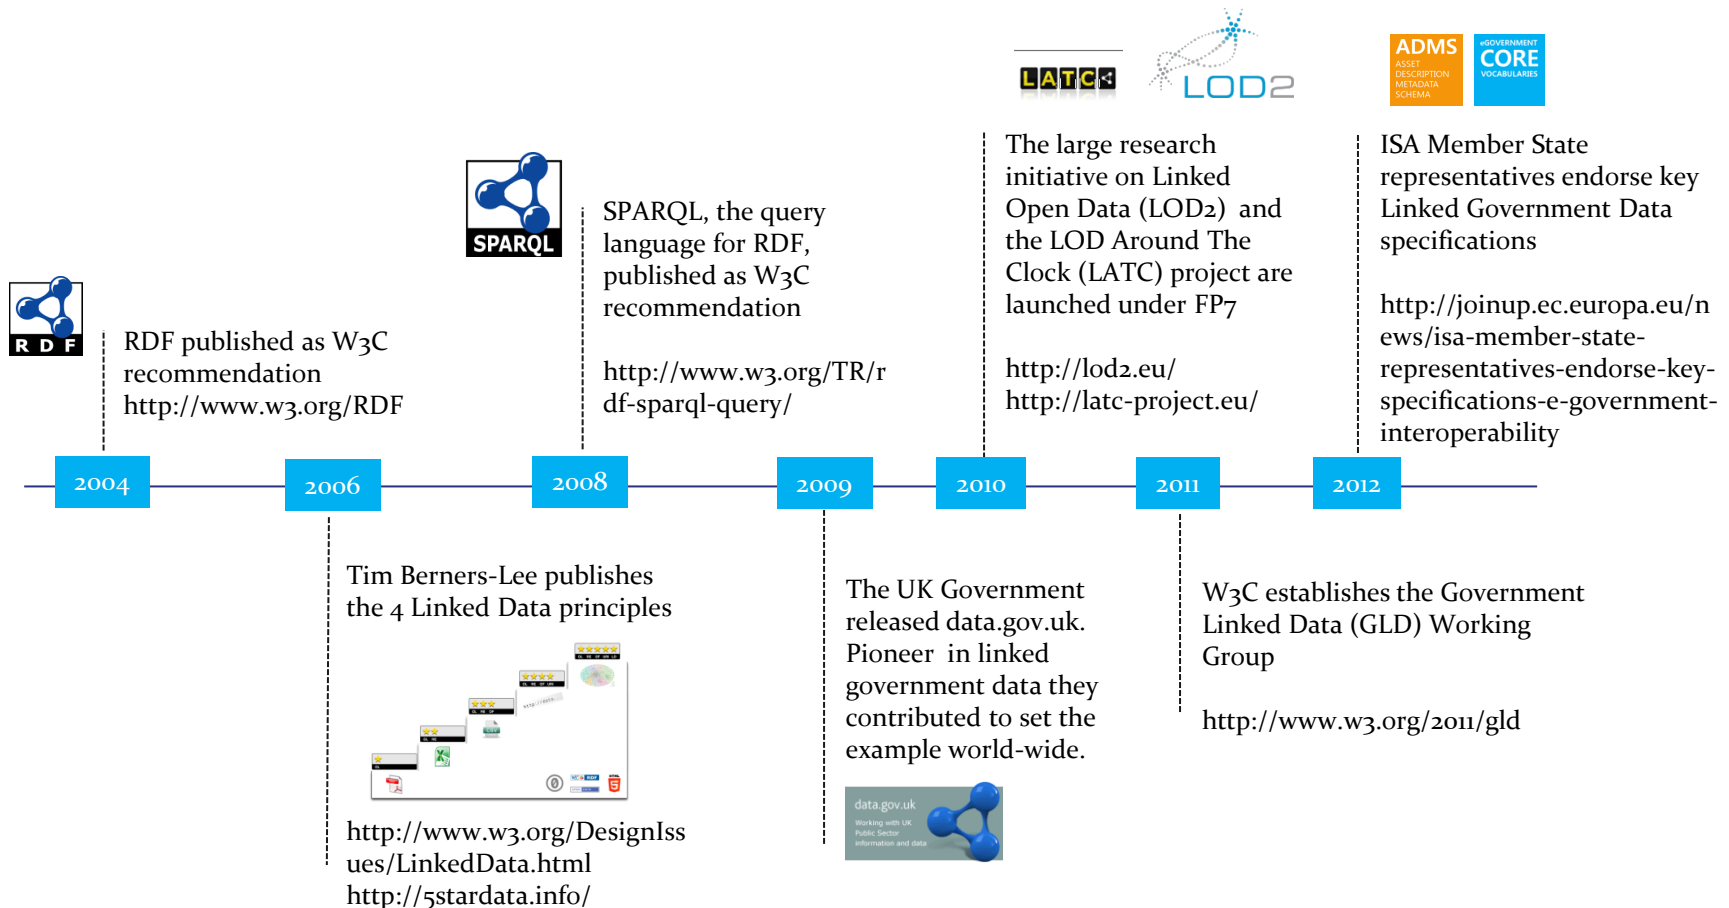 LATC
LOD2
ADMS
ASSET
DESCRIPTION
METADATA
SCHEMA
eGOVERNMENT
CORE
VOCABULARIES
RDF
RDF published as W3C
recommendation
http://www.w3.org/RDF
SPARQL
SPARQL, the query
language for RDF,
published as W3C
recommendation
http://www.w3.org/TR/r
df-sparql-query/
The large research
initiative on Linked
Open Data (LOD2) and
the LOD Around The
Clock (LATC) project are
launched under FP7
http://lod2.eu/
http://latc-project.eu/
ISA Member State
representatives endorse key
Linked Government Data
specifications
http://joinup.ec.europa.eu/n
ews/isa-member-state-
representatives-endorse-key-
specifications-e-government-
interoperability
2004
2006
2008
2009
2010
2011
2012
Tim Berners-Lee publishes
the 4 Linked Data principles
http://www.w3.org/DesignIss
ues/LinkedData.html
http://5stardata.info/
The UK Government
released data.gov.uk.
Pioneer in linked
government data they
contributed to set the
example world-wide.
data.gov.uk
Working with UK
Public Sector
information and data
W3C establishes the Government
Linked Data (GLD) Working
Group
http://www.w3.org/2011/gld